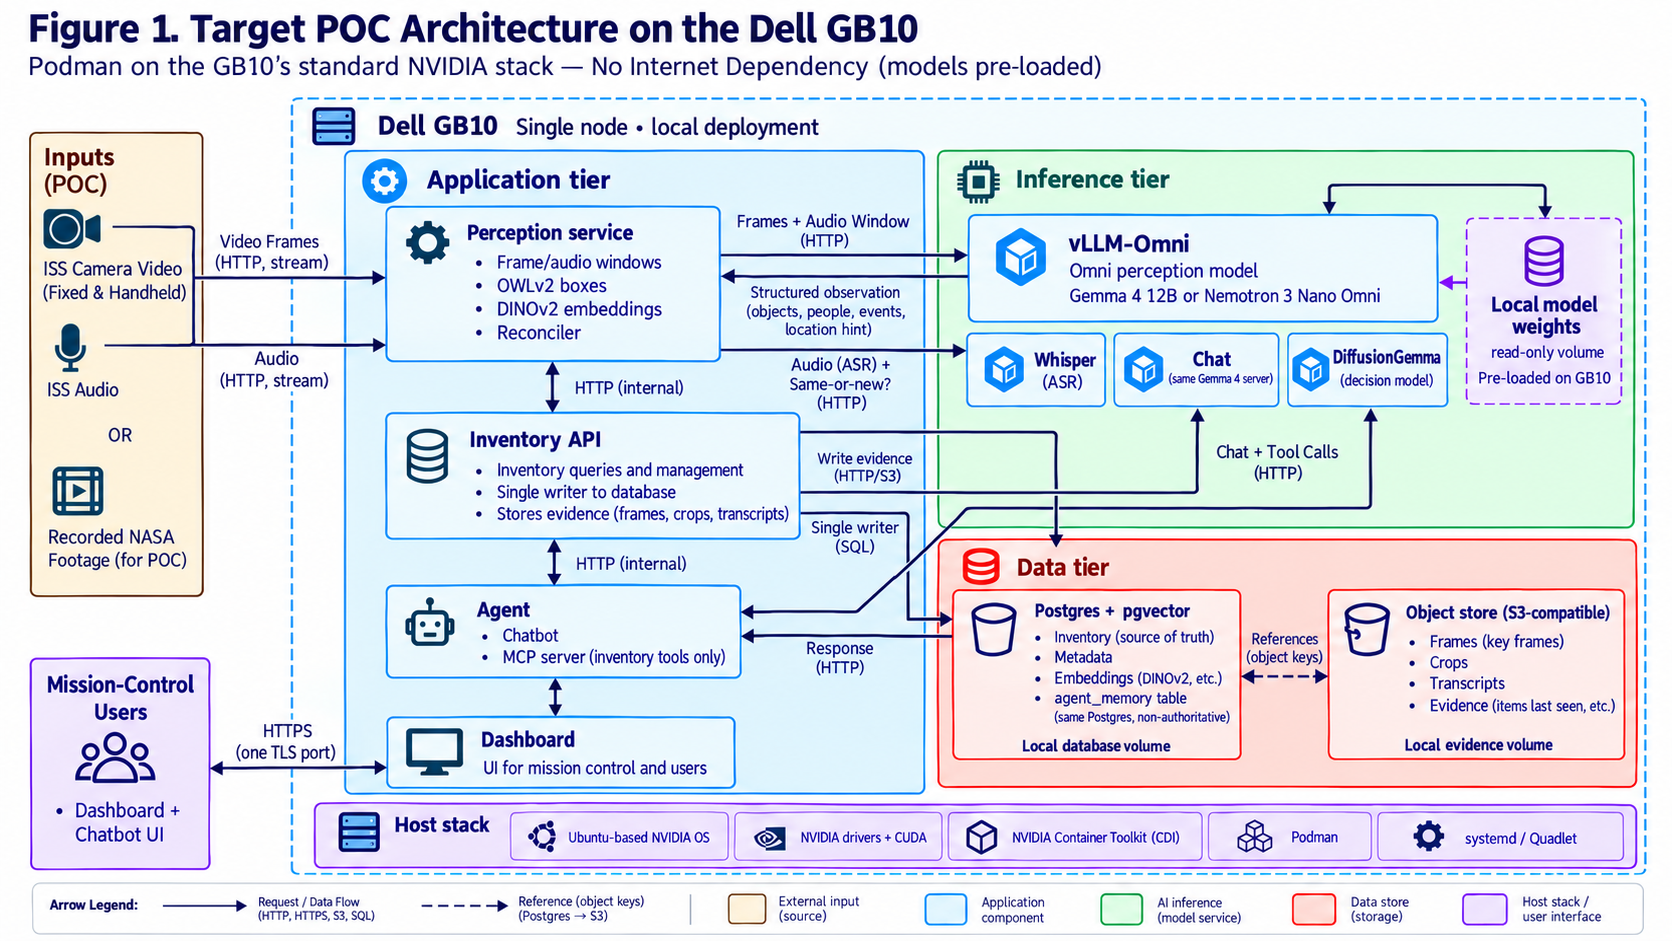 Figure 1. Target POC Architecture on the Dell GB10
Podman on the GB10's standard NVIDIA stack — No Internet Dependency (models pre-loaded)
Inputs
(POC)
ISS Camera Video
(Fixed & Handheld)
ISS Audio
OR
Recorded NASA
Footage (for POC)
Video Frames
(HTTP, stream)
Audio
(HTTP, stream)
Mission-Control
Users
• Dashboard +
Chatbot UI
HTTPS
(one TLS port)
Dell GB10 Single node • local deployment
Application tier
Perception service
• Frame/audio windows
• OWLv2 boxes
• DINOv2 embeddings
• Reconciler
HTTP (internal)
Inventory API
• Inventory queries and management
• Single writer to database
• Stores evidence (frames, crops, transcripts)
HTTP (internal)
Agent
• Chatbot
• MCP server (inventory tools only)
Dashboard
UI for mission control and users
Frames + Audio Window
(HTTP)
Structured observation
(objects, people, events,
location hint)
Audio (ASR) +
Same-or-new?
(HTTP)
Write evidence
(HTTP/S3)
Single writer
(SQL)
Response
(HTTP)
Inference tier
vLLM-Omni
Omni perception model
Gemma 4 12B or Nemotron 3 Nano Omni
Whisper
(ASR)
Chat
(same Gemma 4 server)
DiffusionGemma
(decision model)
Local model
weights
read-only volume
Pre-loaded on GB10
Chat + Tool Calls
(HTTP)
Data tier
Postgres + pgvector
• Inventory (source of truth)
• Metadata
• Embeddings (DINOv2, etc.)
• agent_memory table
(same Postgres, non-authoritative)
Local database volume
References
(object keys)
Object store (S3-compatible)
• Frames (key frames)
• Crops
• Transcripts
• Evidence (items last seen, etc.)
Local evidence volume
Host stack
Ubuntu-based NVIDIA OS
NVIDIA drivers + CUDA
NVIDIA Container Toolkit (CDI)
Podman
systemd / Quadlet
Arrow Legend:
Request / Data Flow
(HTTP, HTTPS, S3, SQL)
Reference (object keys)
(Postgres → S3)
External input
(source)
Application
component
AI inference
(model service)
Data store
(storage)
Host stack /
user interface